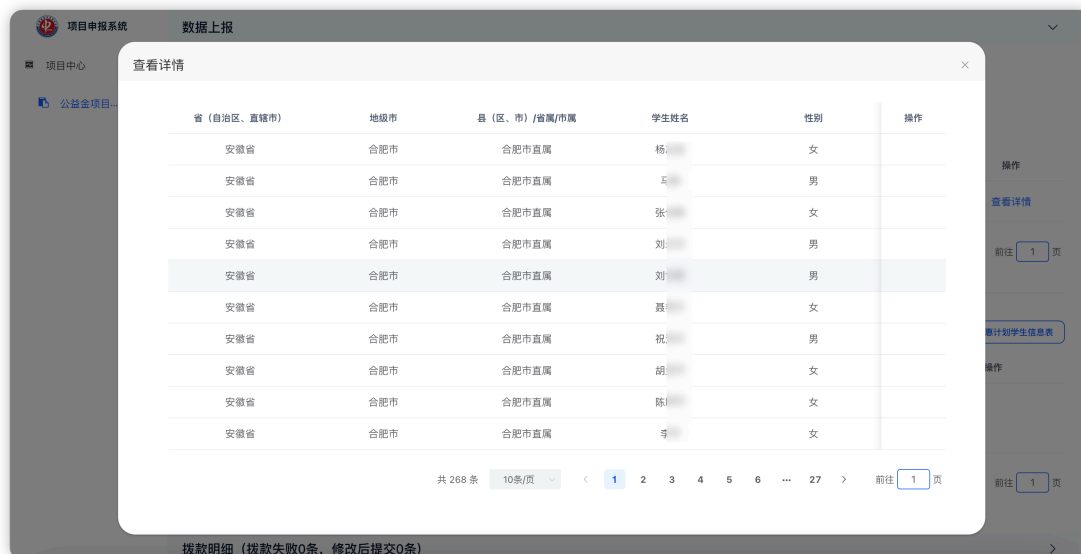 项目申报系统
数据上报
项目中心
公益金项目...
查看详情
省（自治区、直辖市） 地级市 县（区、市）/省属/市属 学生姓名 性别 操作
安徽省 合肥市 合肥市直属 杨 女
安徽省 合肥市 合肥市直属 男
安徽省 合肥市 合肥市直属 张 女
安徽省 合肥市 合肥市直属 刘 男
安徽省 合肥市 合肥市直属 刘 男
安徽省 合肥市 合肥市直属 聂 女
安徽省 合肥市 合肥市直属 祝 男
安徽省 合肥市 合肥市直属 胡 女
安徽省 合肥市 合肥市直属 陈 女
安徽省 合肥市 合肥市直属 李 女
共 268 条 10条/页 1 2 3 4 5 6 ... 27 前往 1 页
操作
查看详情
前往 1 页
惠计划学生信息表
操作
前往 1 页
拨款明细（拨款失败0条，修改后提交0条）